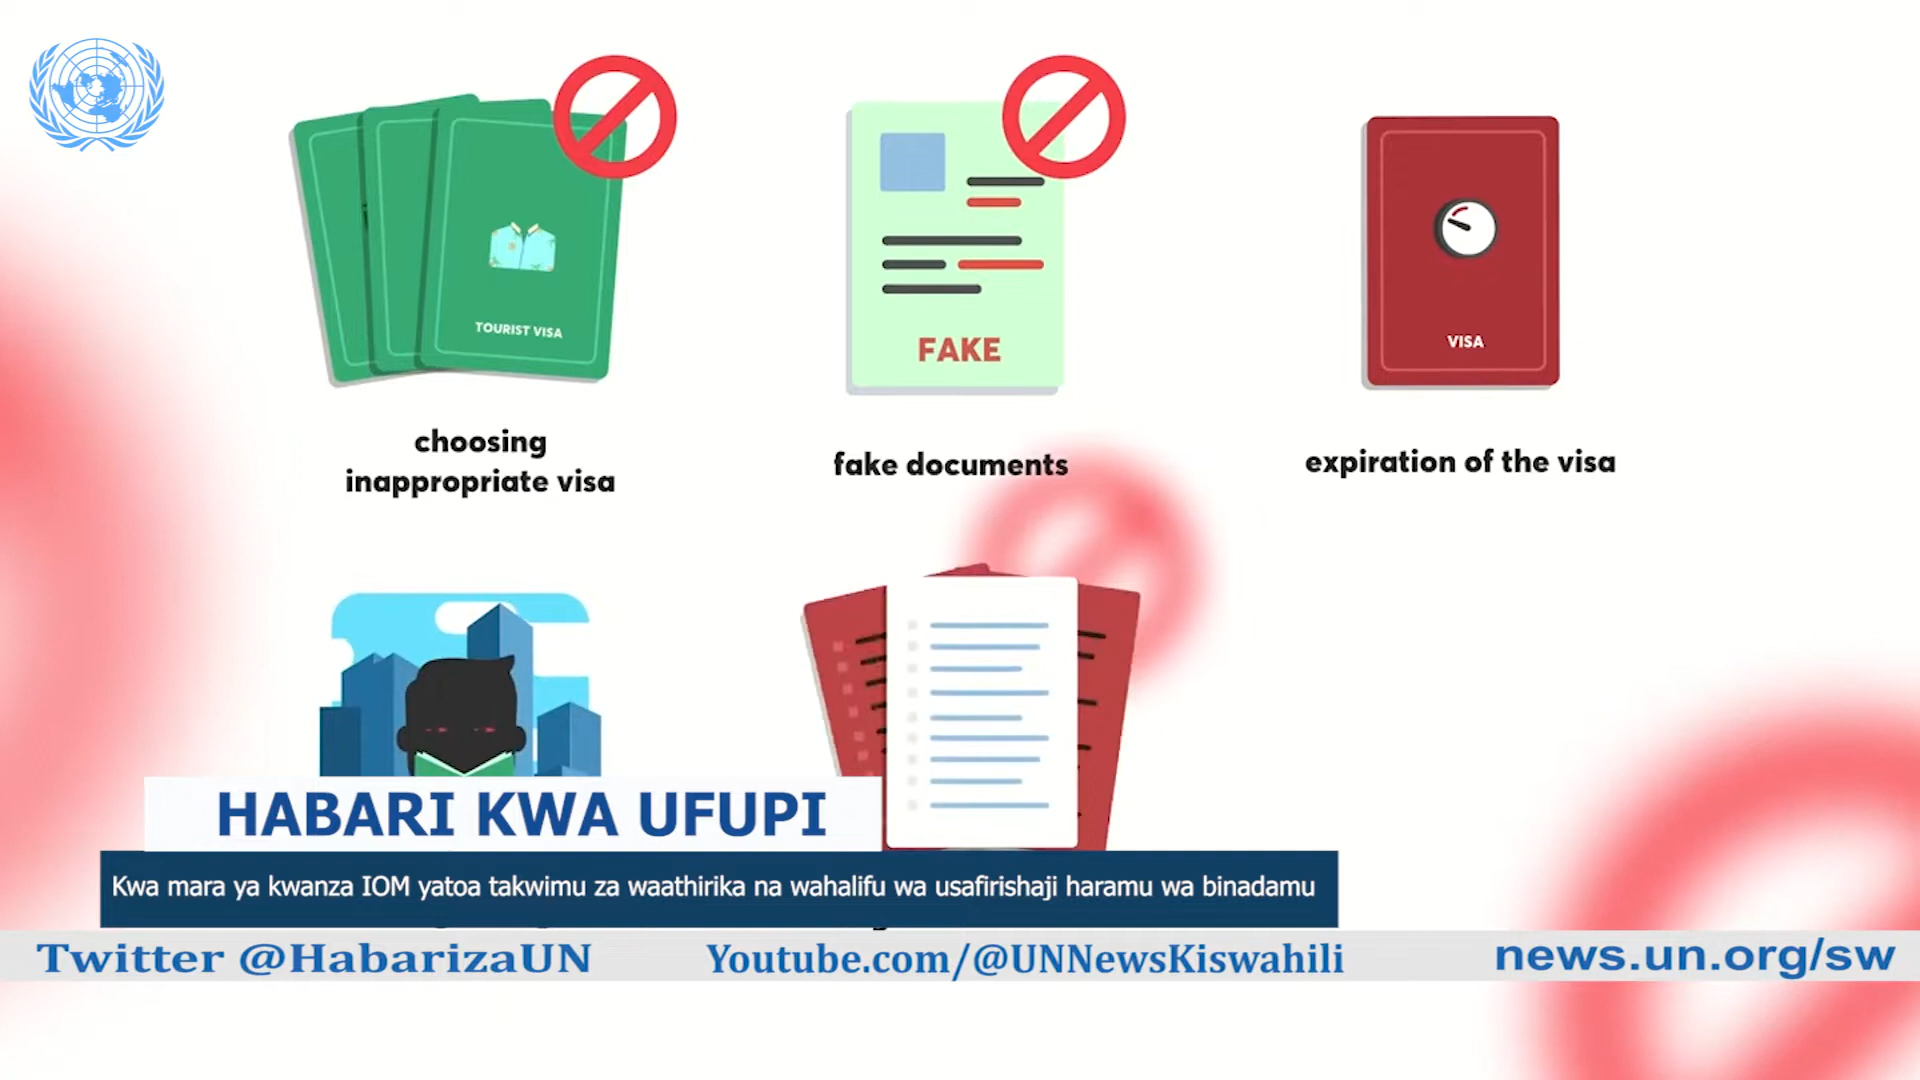 TOURIST VISA
FAKE
VISA
choosing
inappropriate visa
fake documents
expiration of the visa
HABARI KWA UFUPI
Kwa mara ya kwanza IOM yatoa takwimu za waathirika na wahalifu wa usafirishaji haramu wa binadamu
Twitter @HabarizaUN
Youtube.com/@UNNewsKiswahili
news.un.org/sw